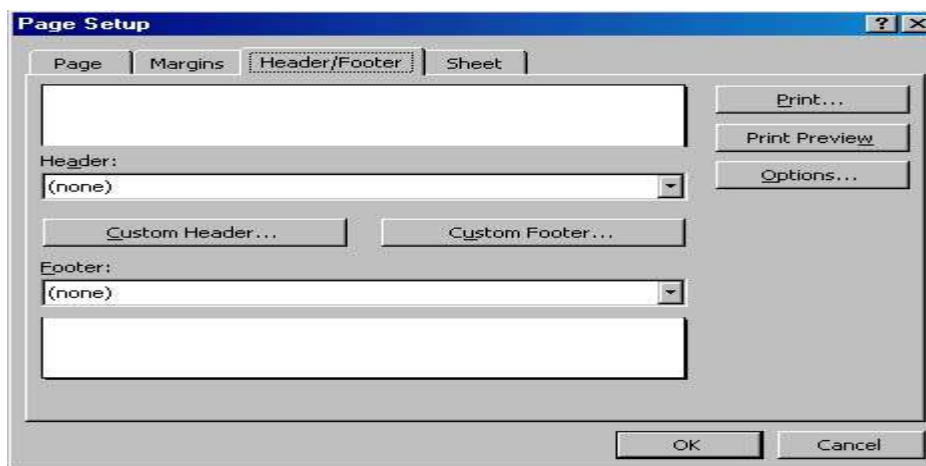 Page Setup
Page Margins Header/Footer Sheet
Print...
Print Preview
Options...
Header:
(none)
Custom Header... Custom Footer...
Footer:
(none)
OK Cancel